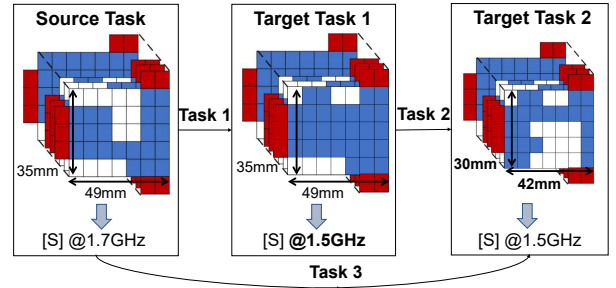 Source Task
Target Task 1
Target Task 2
Task 1
Task 2
35mm
49mm
35mm
49mm
30mm
42mm
[S] @1.7GHz
[S] @1.5GHz
[S] @1.5GHz
Task 3